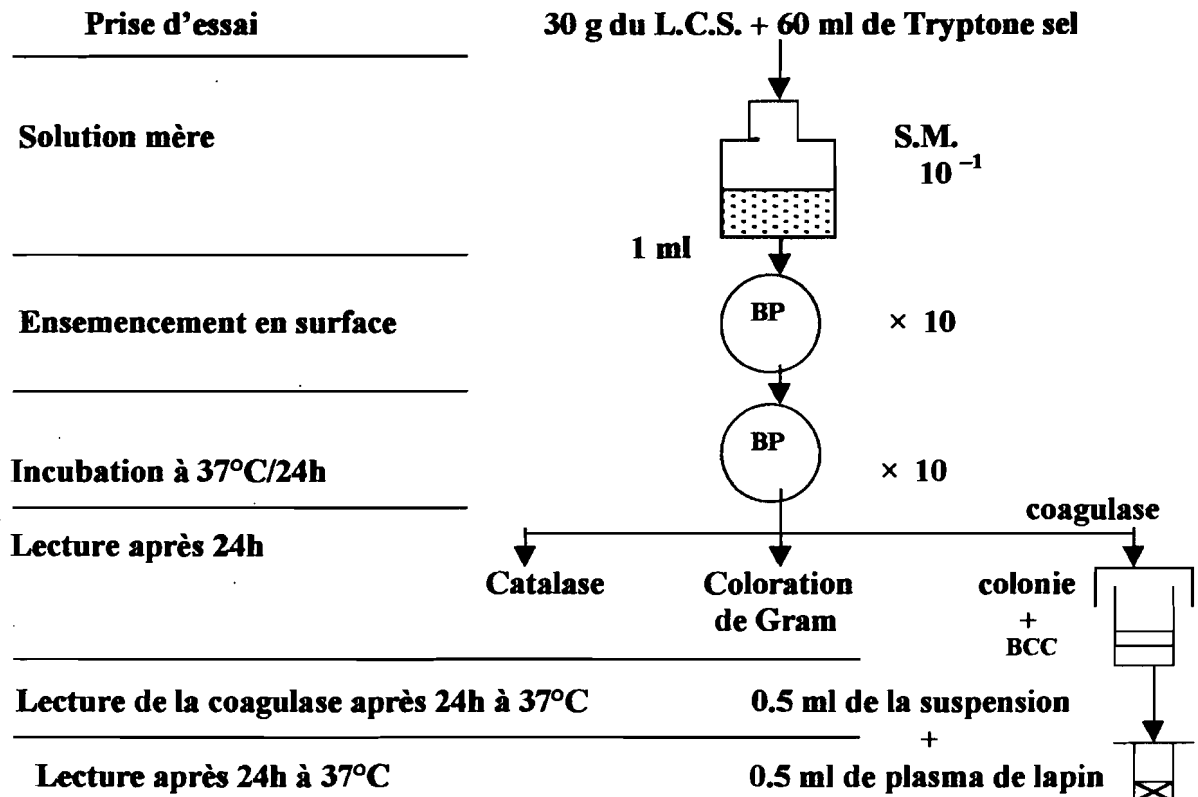 Prise d'essai
30 g du L.C.S. + 60 ml de Tryptone sel
Solution mère
S.M.
10 ⁻¹
1 ml
Ensemencement en surface
BP
× 10
Incubation à 37°C/24h
BP
× 10
coagulase
Lecture après 24h
Catalase
Coloration
de Gram
colonie
+
BCC
Lecture de la coagulase après 24h à 37°C
0.5 ml de la suspension
+
Lecture après 24h à 37°C
0.5 ml de plasma de lapin